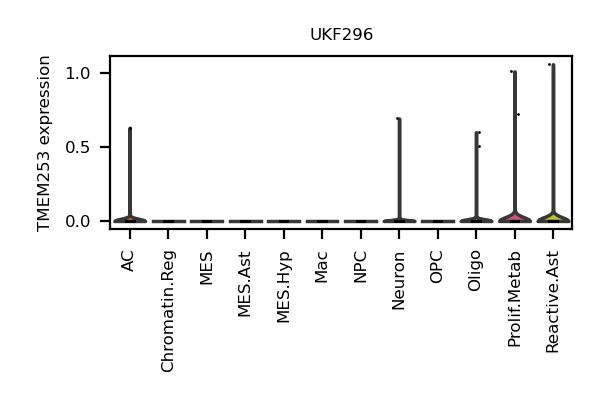 UKF296
TMEM253 expression
1.0
0.5
0.0
AC
Chromatin.Reg
MES
MES.Ast
MES.Hyp
Mac
NPC
Neuron
OPC
Oligo
Prolif.Metab
Reactive.Ast